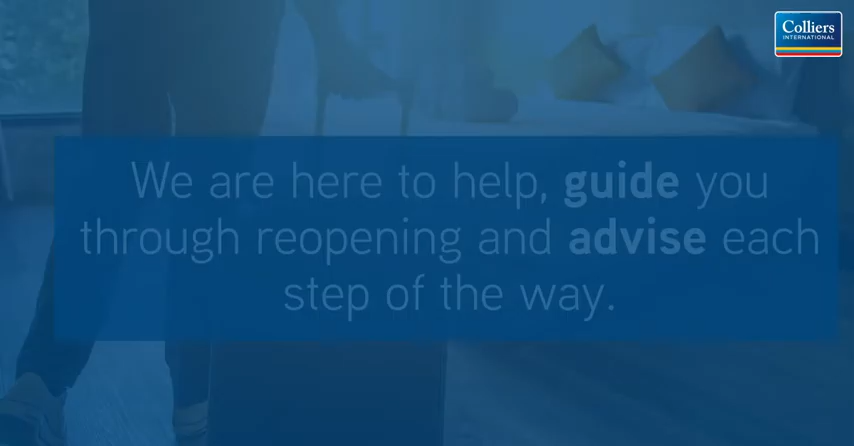 Colliers
INTERNATIONAL
We are here to help, guide you
through reopening and advise each
step of the way.